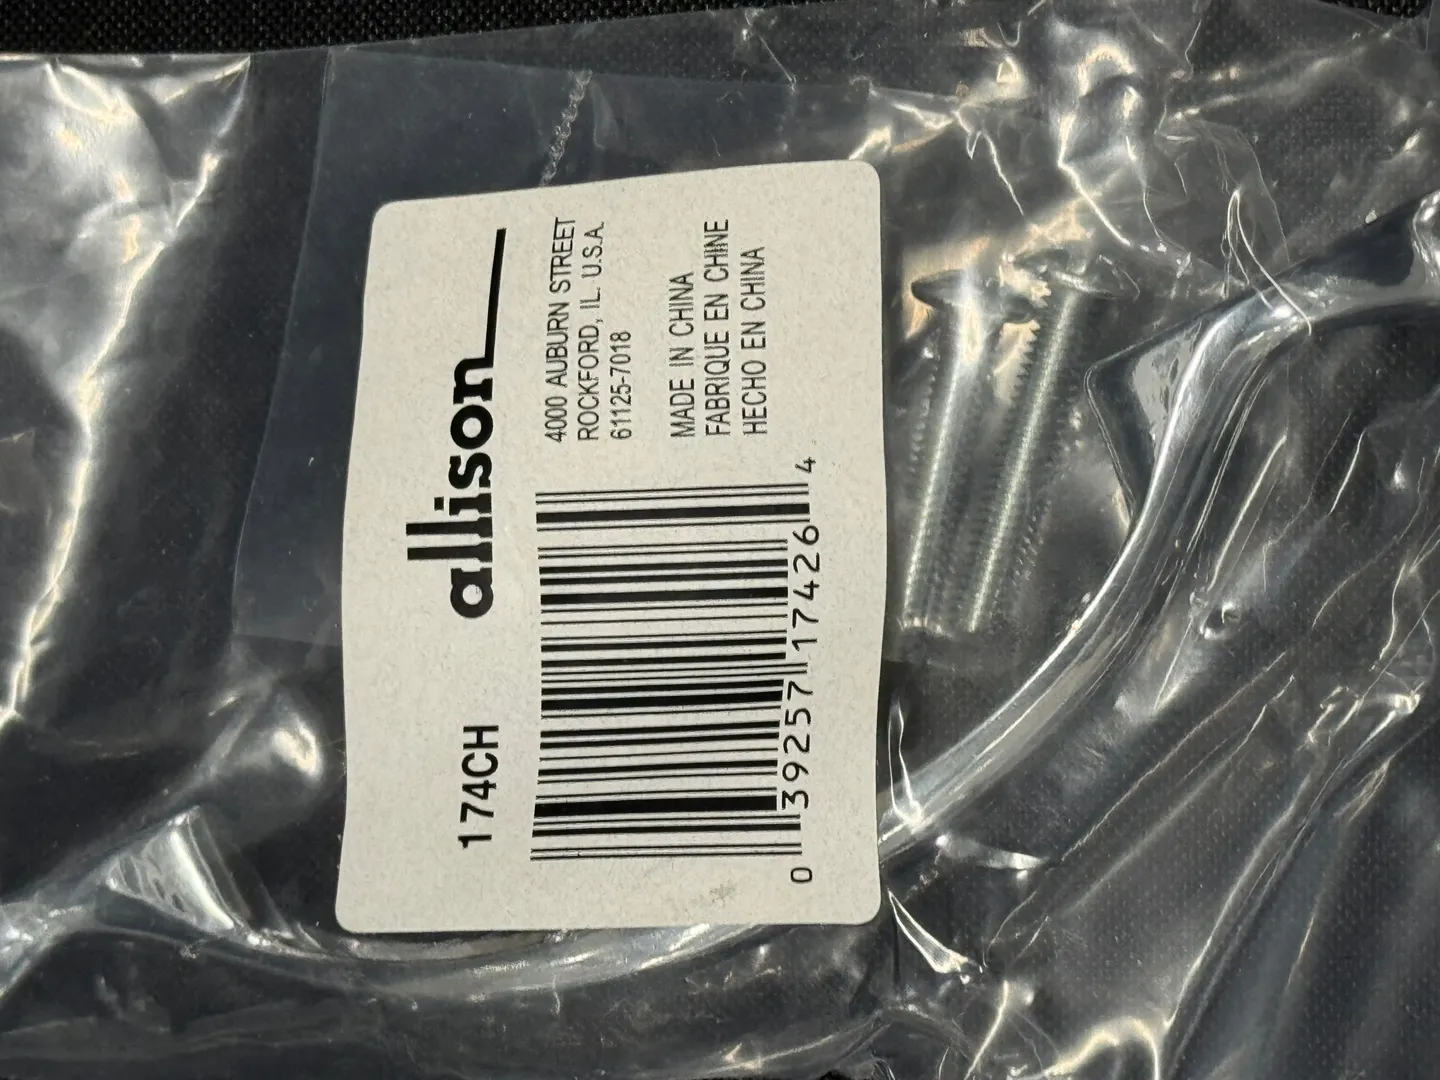 174CH
allison
4000 AUBURN STREET
ROCKFORD, IL. U.S.A.
61125-7018
MADE IN CHINA
FABRIQUE EN CHINE
HECHO EN CHINA
0 39257 17426 4